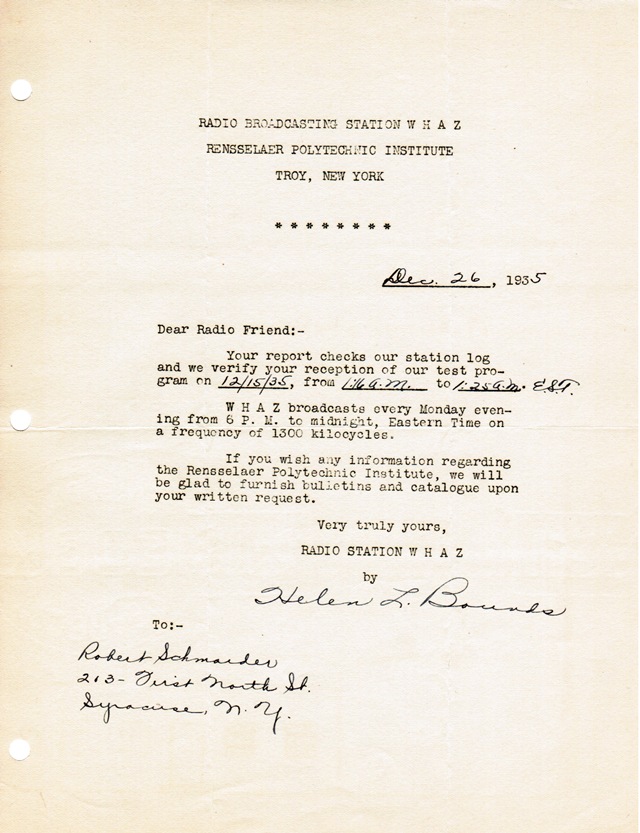 RADIO BROADCASTING STATION W H A Z
RENSSELAER POLYTECHNIC INSTITUTE
TROY, NEW YORK
* * * * * * * *
Dec. 26, 1935
Dear Radio Friend:-
Your report checks our station log
and we verify your reception of our test pro-
gram on 12/15/35, from 1:16 A.M. to 1:25 A.M. E.S.T.
W H A Z broadcasts every Monday even-
ing from 6 P. M. to midnight, Eastern Time on
a frequency of 1300 kilocycles.
If you wish any information regarding
the Rensselaer Polytechnic Institute, we will
be glad to furnish bulletins and catalogue upon
your written request.
Very truly yours,
RADIO STATION W H A Z
by
Helen L. Bounds
To:-
Robert Schmaider
213- First North St.
Syracuse, N. Y.